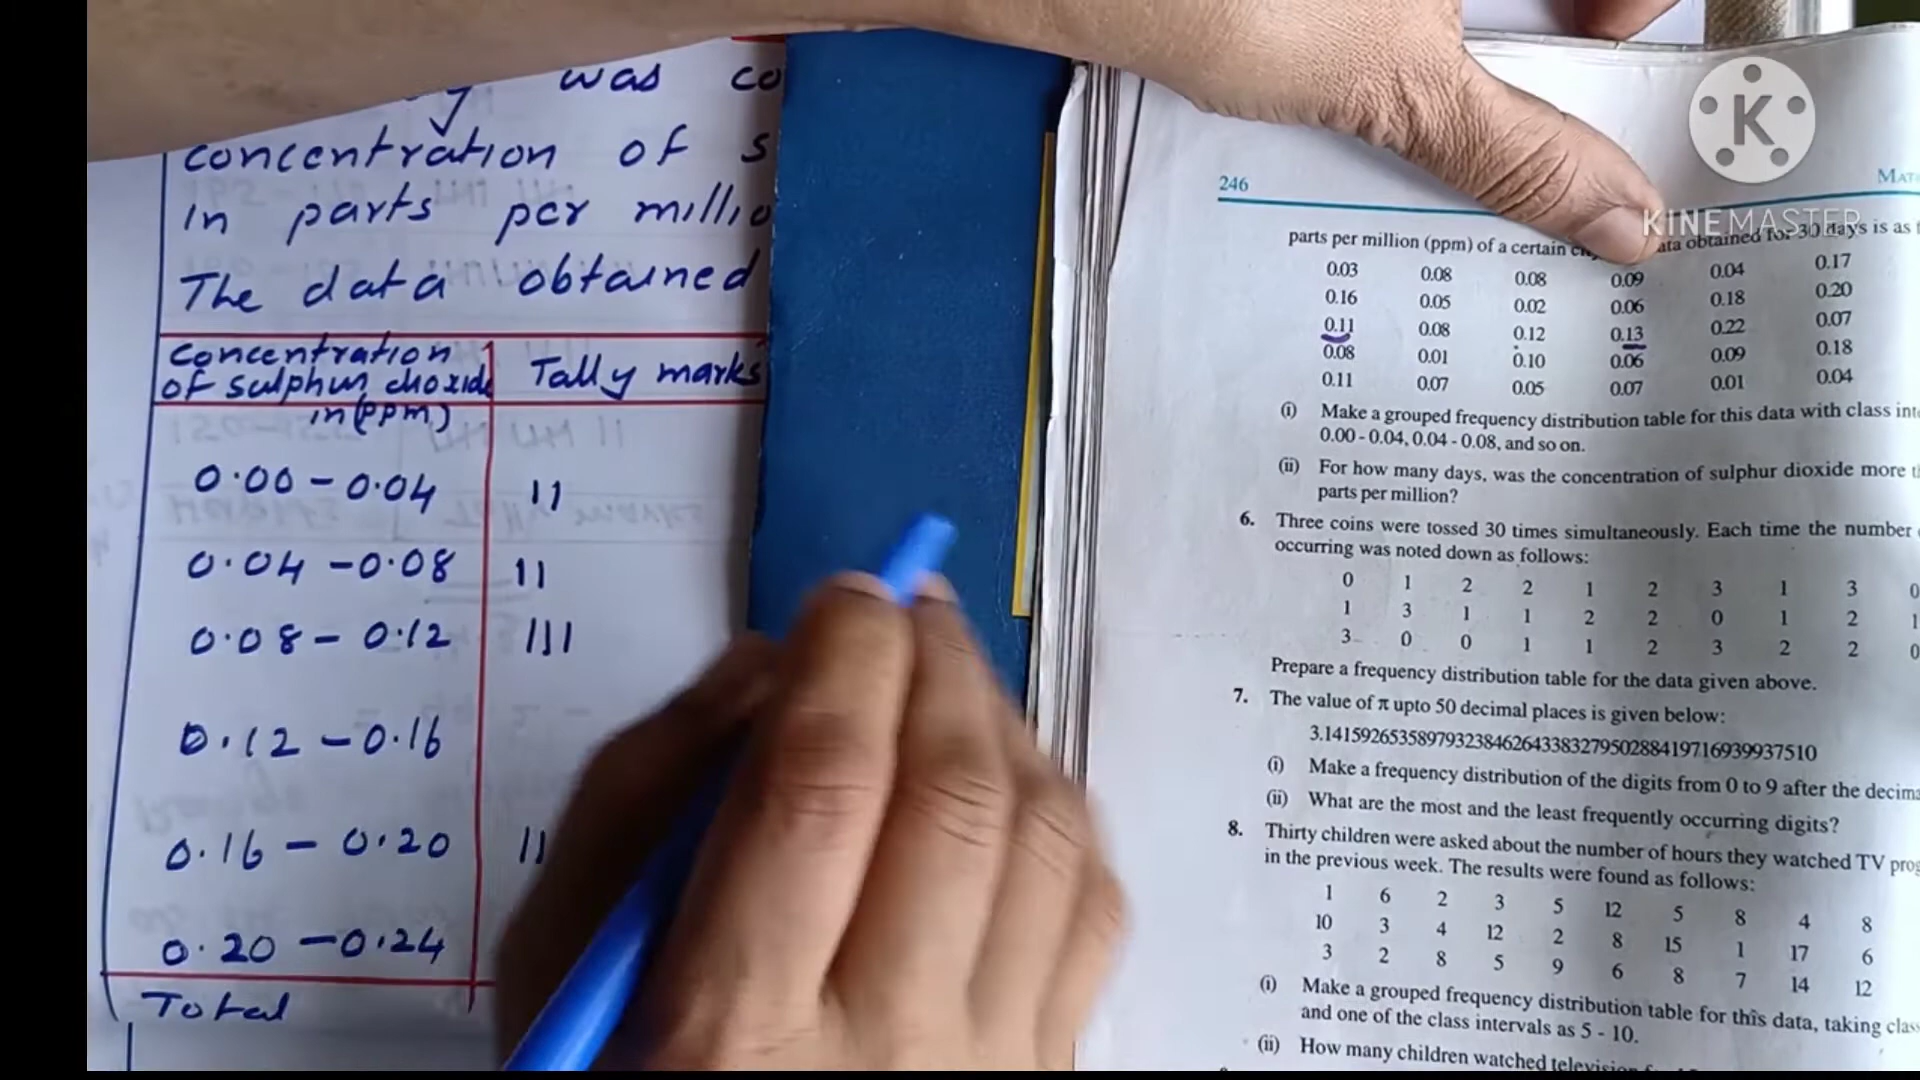 was co
concentration of s
in parts per millio
The data obtained
Concentration
of sulphur dioxide
in (ppm)
Tally marks
0.00 - 0.04 II
0.04 - 0.08 II
0.08 - 0.12 III
0.12 - 0.16
0.16 - 0.20 II
0.20 - 0.24
Total
K
KINEMASTER
246
MAT
parts per million (ppm) of a certain ata obtained for 30 days is as
0.03 0.08 0.08 0.09 0.04 0.17
0.16 0.05 0.02 0.06 0.18 0.20
0.11 0.08 0.12 0.13 0.22 0.07
0.08 0.01 0.10 0.06 0.09 0.18
0.11 0.07 0.05 0.07 0.01 0.04
(i) Make a grouped frequency distribution table for this data with class int
0.00 - 0.04, 0.04 - 0.08, and so on.
(ii) For how many days, was the concentration of sulphur dioxide more t
parts per million?
6. Three coins were tossed 30 times simultaneously. Each time the number
occurring was noted down as follows:
0 1 2 2 1 2 3 1 3 0
1 3 1 1 2 2 0 1 2 1
3 0 0 1 1 2 3 2 2 0
Prepare a frequency distribution table for the data given above.
7. The value of π upto 50 decimal places is given below:
3.14159265358979323846264338327950288419716939937510
(i) Make a frequency distribution of the digits from 0 to 9 after the decima
(ii) What are the most and the least frequently occurring digits?
8. Thirty children were asked about the number of hours they watched TV prog
in the previous week. The results were found as follows:
1 6 2 3 5 12 5 8 4 8
10 3 4 12 2 8 15 1 17 6
3 2 8 5 9 6 8 7 14 12
(i) Make a grouped frequency distribution table for this data, taking clas
and one of the class intervals as 5 - 10.
(ii) How many children watched television